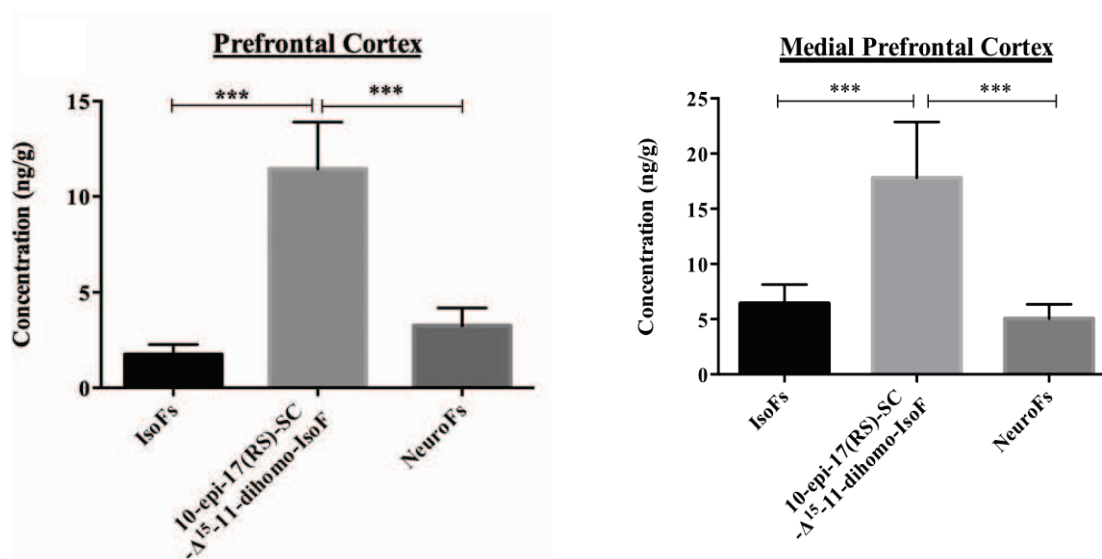 Prefrontal Cortex
***
***
Concentration (ng/g)
15
10
5
0
IsoFs
10-epi-17(RS)-SC
-Δ¹⁵-11-dihomo-IsoF
NeuroFs
Medial Prefrontal Cortex
***
***
Concentration (ng/g)
25
20
15
10
5
0
IsoFs
10-epi-17(RS)-SC
-Δ¹⁵-11-dihomo-IsoF
NeuroFs